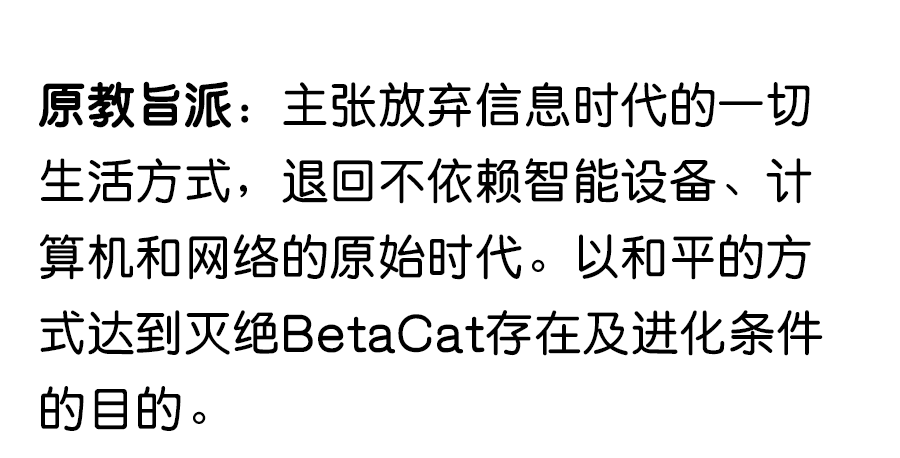 原教旨派：主张放弃信息时代的一切
生活方式，退回不依赖智能设备、计
算机和网络的原始时代。以和平的方
式达到灭绝BetaCat存在及进化条件
的目的。